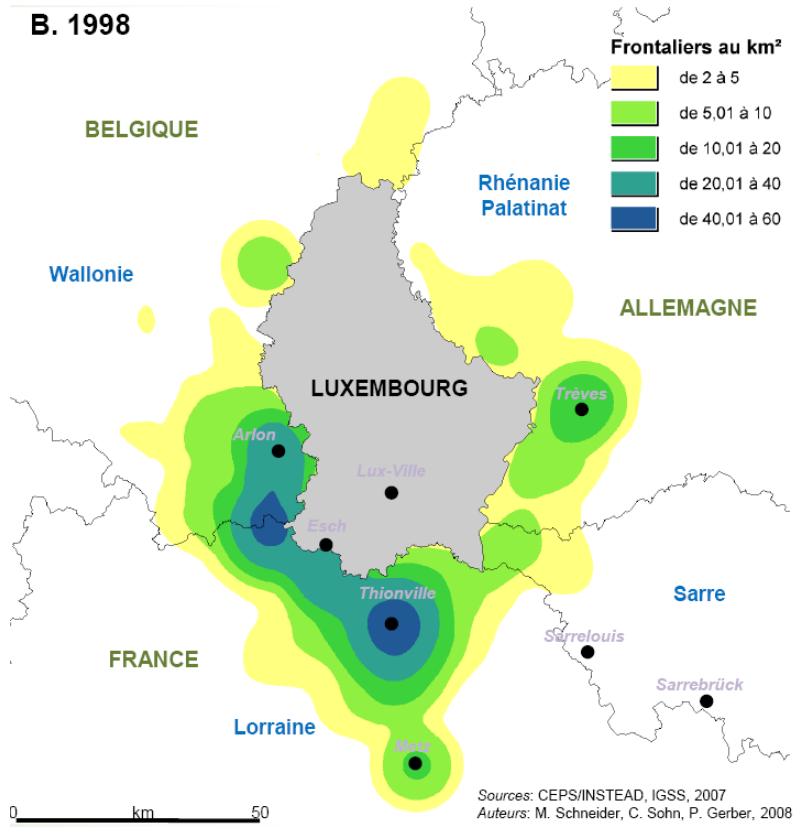 B. 1998
Frontaliers au km²
de 2 à 5
de 5,01 à 10
de 10,01 à 20
de 20,01 à 40
de 40,01 à 60
BELGIQUE
Rhénanie
Palatinat
Wallonie
ALLEMAGNE
LUXEMBOURG
Trèves
Arlon
Lux-Ville
Esch
Thionville
Sarre
FRANCE
Sarrelouis
Sarrebrück
Lorraine
Metz
0 km 50
Sources: CEPS/INSTEAD, IGSS, 2007
Auteurs: M. Schneider, C. Sohn, P. Gerber, 2008